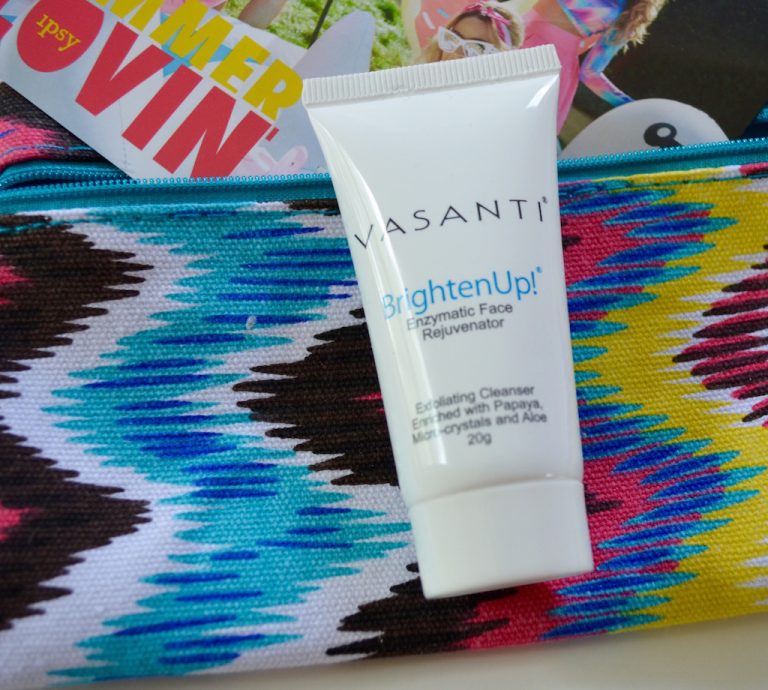 ipsy
MMER
OVIN'
VASANTI®
BrightenUp!®
Enzymatic Face
Rejuvenator
Exfoliating Cleanser
Enriched with Papaya,
Micro-crystals and Aloe
20g